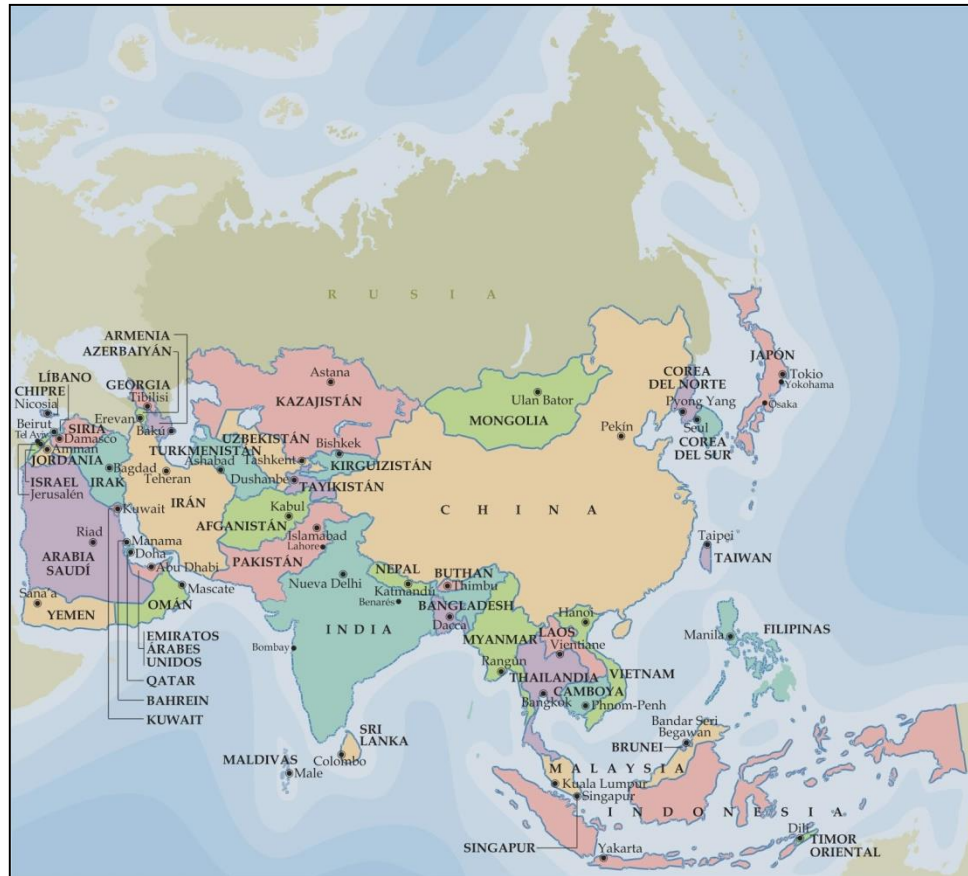 RUSIA
ARMENIA
AZERBAIYÁN
LÍBANO
GEORGIA
CHIPRE
Tibilisi
Nicosia
Erevan
Beirut
SIRIA
Bakú
Tel Aviv
Damasco
Amman
JORDANIA
Bagdad
ISRAEL
IRAK
Jerusalén
Teheran
IRÁN
Kuwait
Riad
Manama
Doha
ARABIA
SAUDÍ
Abu Dhabi
Mascate
Sana'a
YEMEN
OMÁN
EMIRATOS
ÁRABES
UNIDOS
QATAR
BAHREIN
KUWAIT
Astana
KAZAJISTÁN
UZBEKISTÁN
Bishkek
TURKMENISTÁN
Tashkent
Ashabad
KIRGUIZISTÁN
Dushanbé
TAYIKISTÁN
Kabul
AFGANISTÁN
Islamabad
Lahore
PAKISTÁN
Ulan Bator
MONGOLIA
Pekín
CHINA
COREA
DEL NORTE
Pyong Yang
Seul
COREA
DEL SUR
JAPÓN
Tokio
Yokohama
Osaka
Taipei
TAIWAN
Nueva Delhi
NEPAL
Katmandú
BUTHAN
Thimbu
Benarés
BANGLADESH
Dacca
INDIA
Bombay
MYANMAR
Rangún
Hanoi
LAOS
Vientiane
THAILANDIA
VIETNAM
CAMBOYA
Bangkok
Phnom-Penh
Manila
FILIPINAS
SRI
LANKA
Colombo
MALDIVAS
Male
Bandar Seri
Begawan
BRUNEI
MALAYSIA
Kuala Lumpur
Singapur
INDONESIA
SINGAPUR
Yakarta
Dili
TIMOR
ORIENTAL